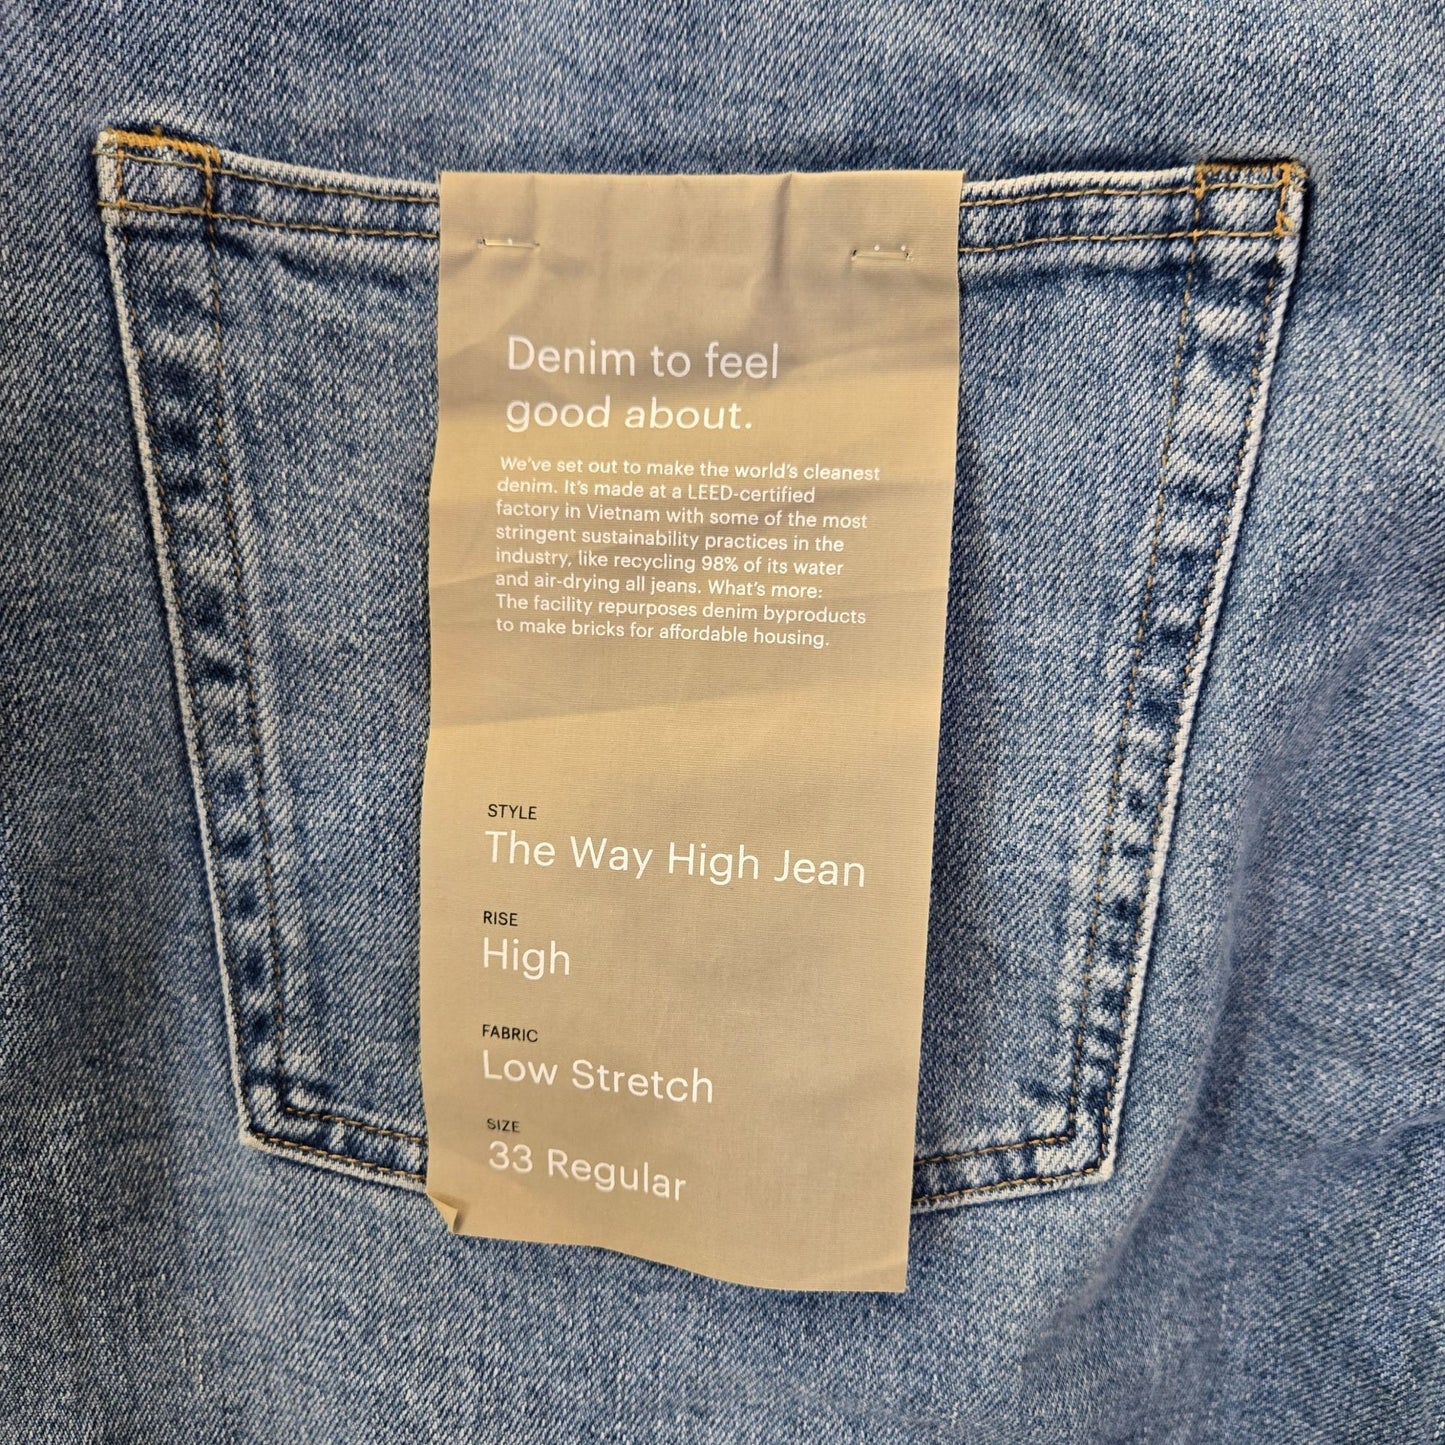 Denim to feel
good about.
We've set out to make the world's cleanest
denim. It's made at a LEED-certified
factory in Vietnam with some of the most
stringent sustainability practices in the
industry, like recycling 98% of its water
and air-drying all jeans. What's more:
The facility repurposes denim byproducts
to make bricks for affordable housing.
STYLE
The Way High Jean
RISE
High
FABRIC
Low Stretch
SIZE
33 Regular